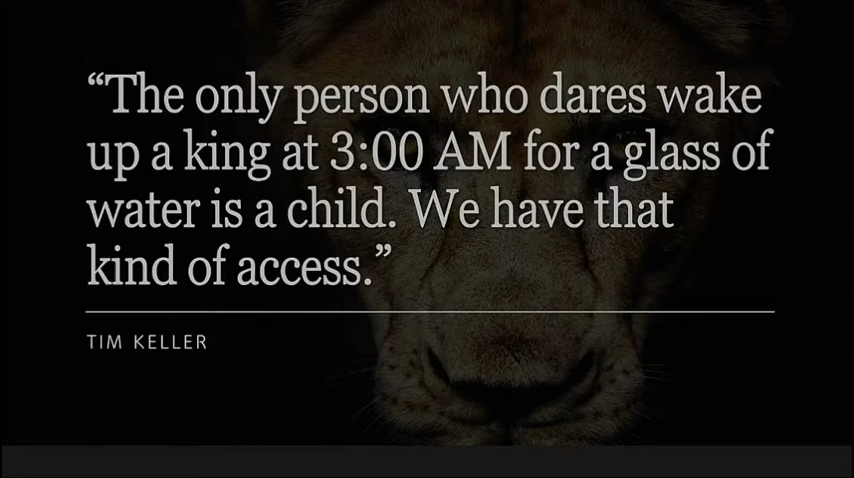 “The only person who dares wake
up a king at 3:00 AM for a glass of
water is a child. We have that
kind of access.”
TIM KELLER